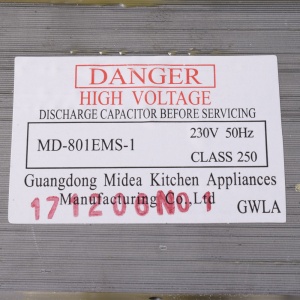 DANGER
HIGH VOLTAGE
DISCHARGE CAPACITOR BEFORE SERVICING
MD-801EMS-1
230V 50Hz
CLASS 250
Guangdong Midea Kitchen Appliances
Manufacturing Co.,Ltd
171206N01
GWLA